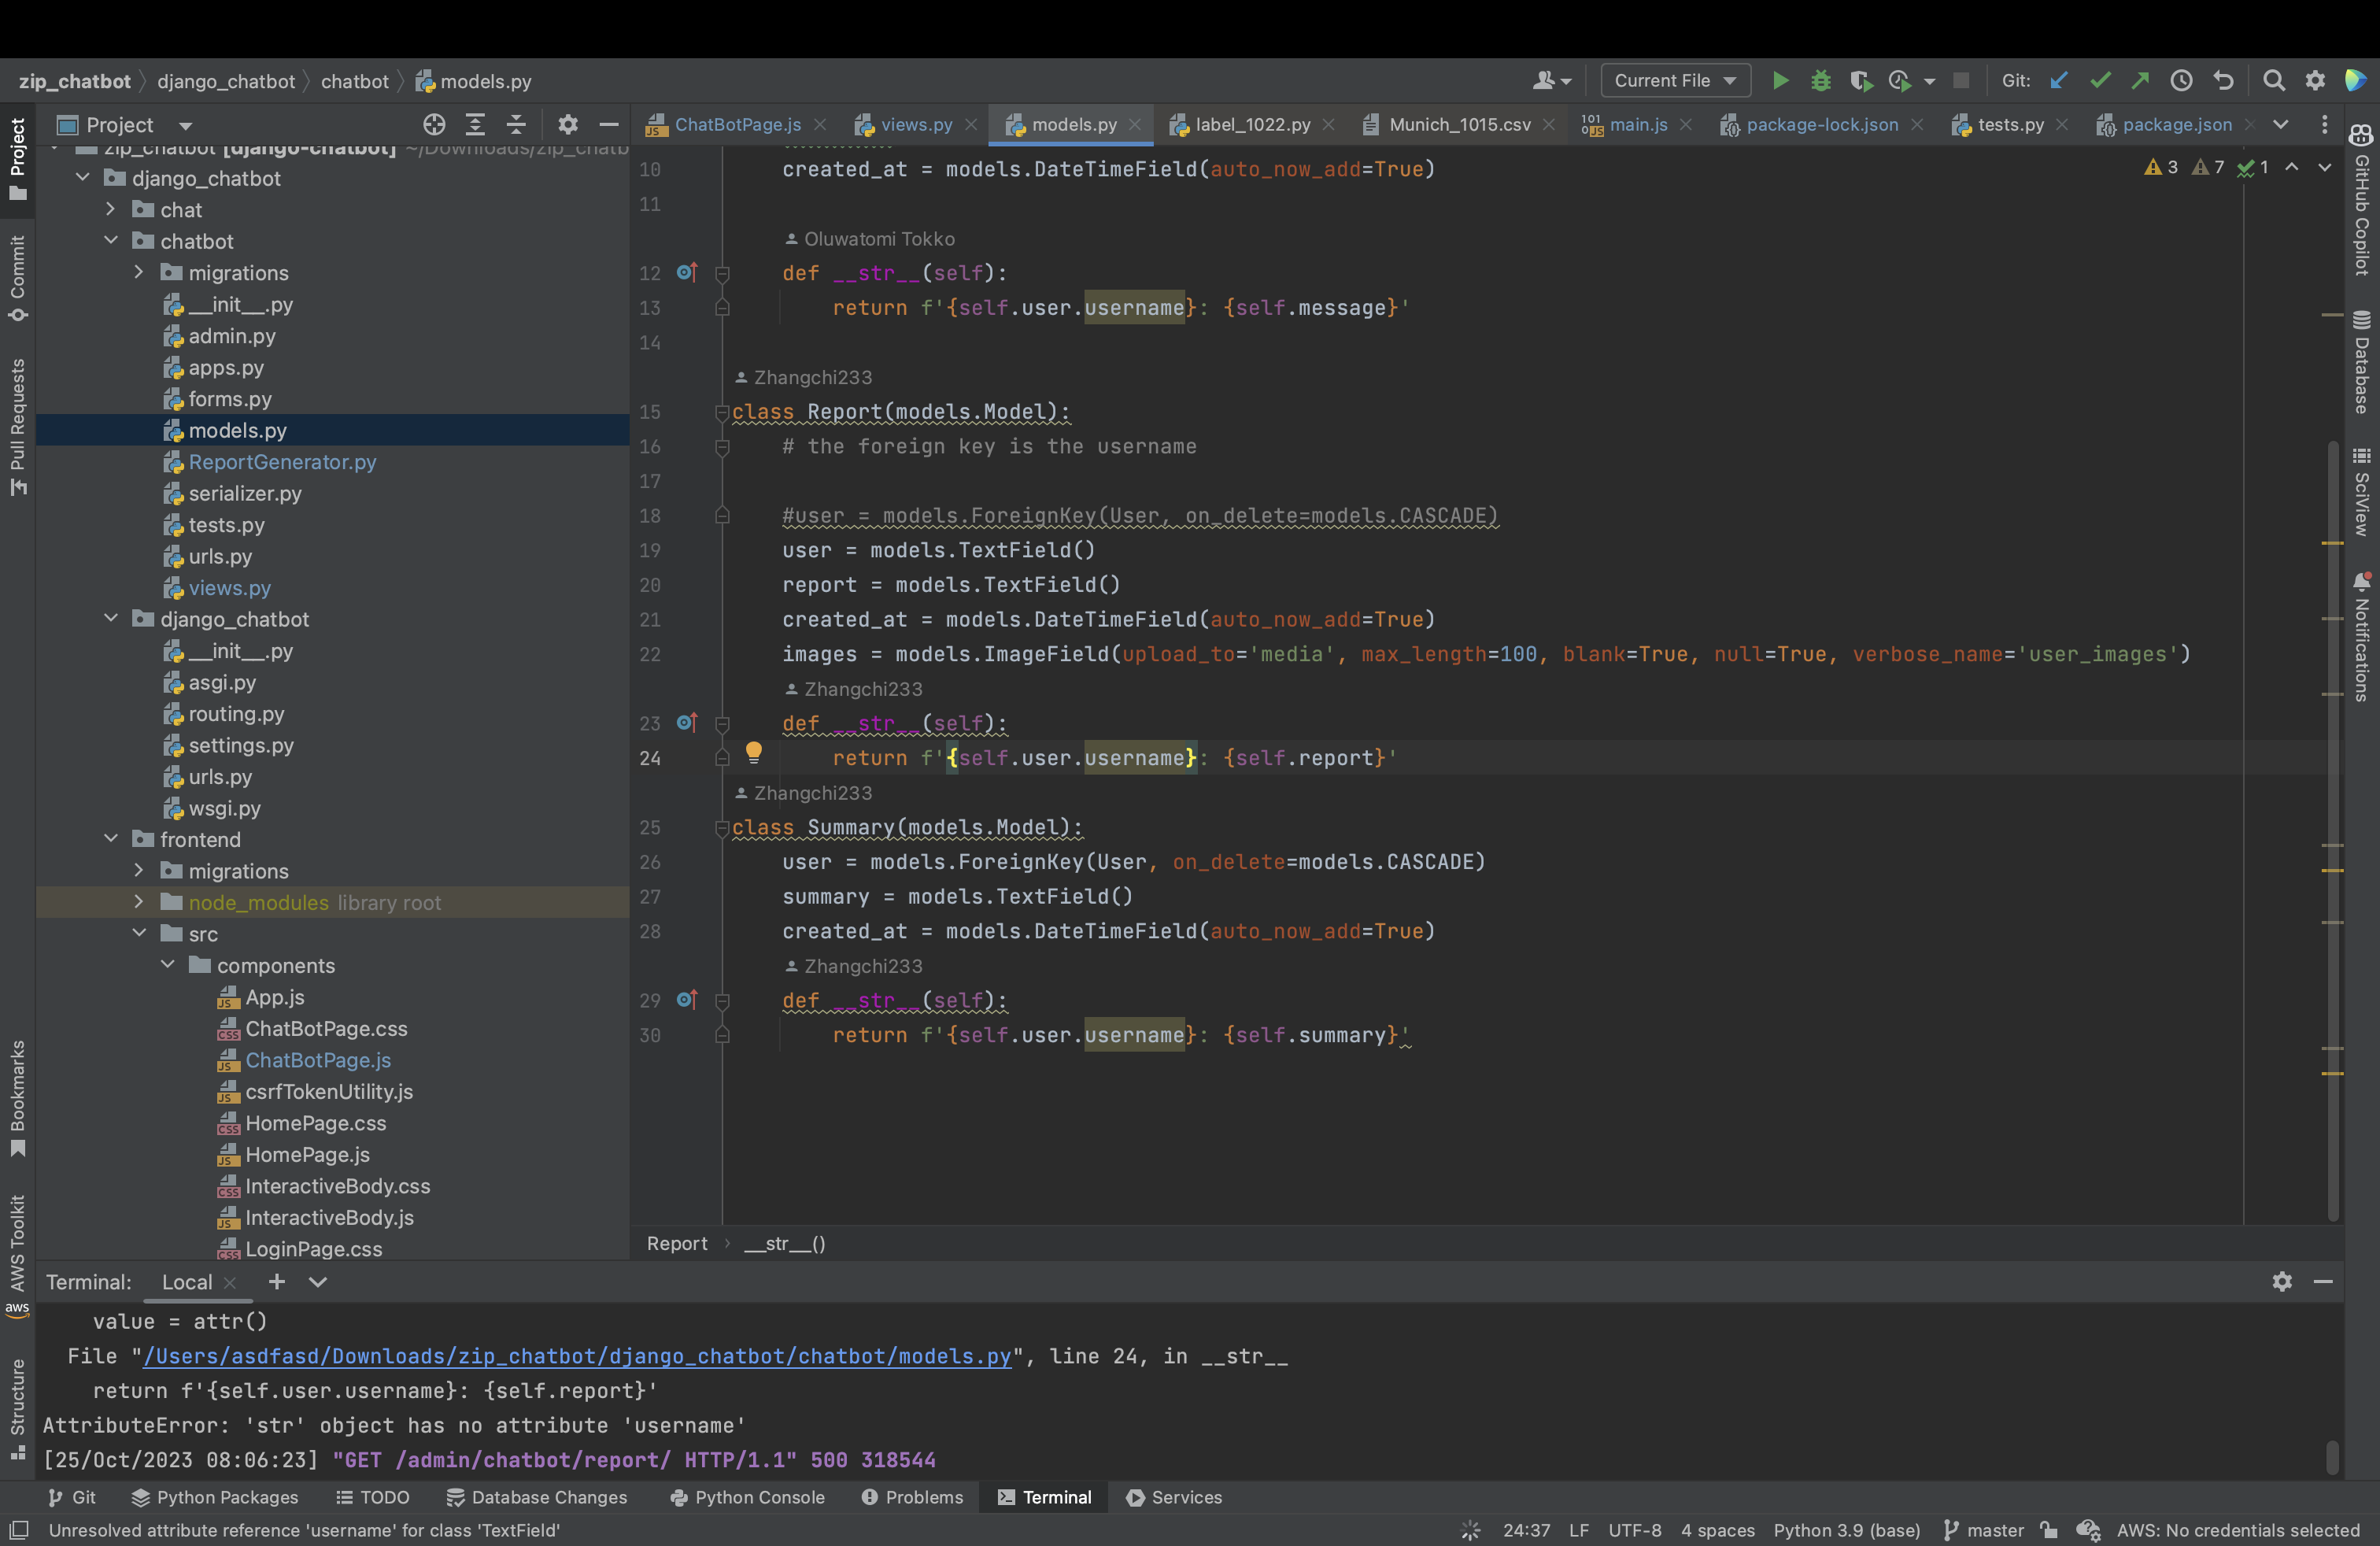 zip_chatbot 〉 django_chatbot 〉 chatbot 〉 models.py
Current File
Git:
Project
ChatBotPage.js
views.py
models.py
label_1022.py
Munich_1015.csv
main.js
package-lock.json
tests.py
package.json
Project
Commit
Pull Requests
Bookmarks
AWS Toolkit
aws
Structure
zip_chatbot [django-chatbot] ~/Downloads/zip_chatb
django_chatbot
chat
chatbot
migrations
__init__.py
admin.py
apps.py
forms.py
models.py
ReportGenerator.py
serializer.py
tests.py
urls.py
views.py
django_chatbot
__init__.py
asgi.py
routing.py
settings.py
urls.py
wsgi.py
frontend
migrations
node_modules library root
src
components
App.js
ChatBotPage.css
ChatBotPage.js
csrfTokenUtility.js
HomePage.css
HomePage.js
InteractiveBody.css
InteractiveBody.js
LoginPage.css
3 7 1
10 created_at = models.DateTimeField(auto_now_add=True)
11
Oluwatomi Tokko
12 def __str__(self):
13 return f'{self.user.username}: {self.message}'
14
Zhangchi233
15 class Report(models.Model):
16 # the foreign key is the username
17
18 #user = models.ForeignKey(User, on_delete=models.CASCADE)
19 user = models.TextField()
20 report = models.TextField()
21 created_at = models.DateTimeField(auto_now_add=True)
22 images = models.ImageField(upload_to='media', max_length=100, blank=True, null=True, verbose_name='user_images')
Zhangchi233
23 def __str__(self):
24 return f'{self.user.username}: {self.report}'
Zhangchi233
25 class Summary(models.Model):
26 user = models.ForeignKey(User, on_delete=models.CASCADE)
27 summary = models.TextField()
28 created_at = models.DateTimeField(auto_now_add=True)
Zhangchi233
29 def __str__(self):
30 return f'{self.user.username}: {self.summary}'
Report › __str__()
GitHub Copilot
Database
SciView
Notifications
Terminal: Local
value = attr()
File "/Users/asdfasd/Downloads/zip_chatbot/django_chatbot/chatbot/models.py", line 24, in __str__
return f'{self.user.username}: {self.report}'
AttributeError: 'str' object has no attribute 'username'
[25/Oct/2023 08:06:23] "GET /admin/chatbot/report/ HTTP/1.1" 500 318544
Git Python Packages TODO Database Changes Python Console Problems Terminal Services
Unresolved attribute reference 'username' for class 'TextField'
24:37 LF UTF-8 4 spaces Python 3.9 (base) master AWS: No credentials selected